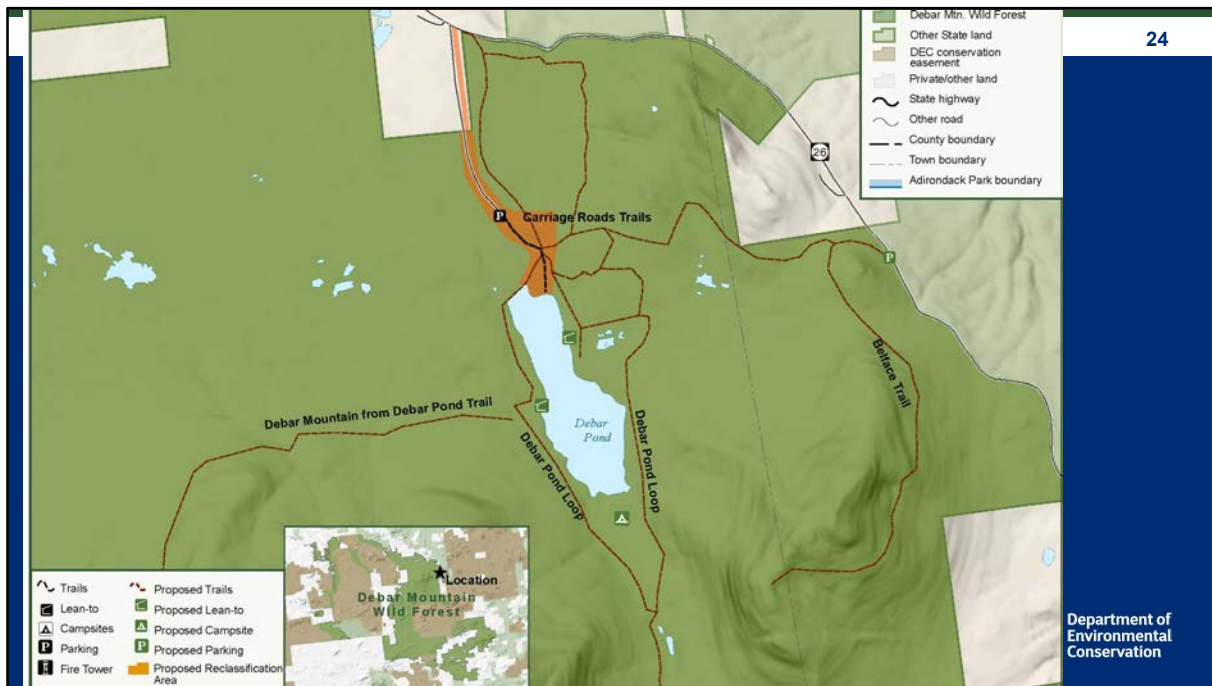 24
Debar Mtn. Wild Forest
Other State land
DEC conservation
easement
Private/other land
State highway
Other road
County boundary
Town boundary
Adirondack Park boundary
26
P
Carriage Roads Trails
P
Belface Trail
Debar Mountain from Debar Pond Trail
Debar
Pond
Debar Pond Loop
Debar Pond Loop
Location
Debar Mountain
Wild Forest
Trails
Lean-to
Campsites
P
Parking
Fire Tower
Proposed Trails
Proposed Lean-to
Proposed Campsite
P
Proposed Parking
Proposed Reclassification
Area
Department of
Environmental
Conservation